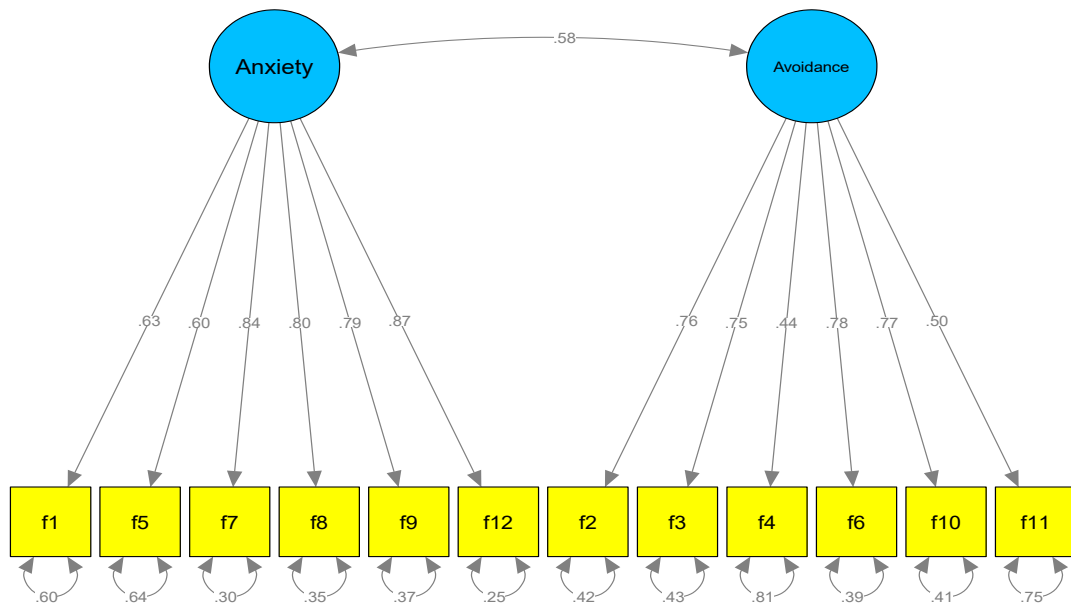 .58
Anxiety Avoidance
.63 .60 .84 .80 .79 .87 .76 .75 .44 .78 .77 .50
f1 f5 f7 f8 f9 f12 f2 f3 f4 f6 f10 f11
.60 .64 .30 .35 .37 .25 .42 .43 .81 .39 .41 .75